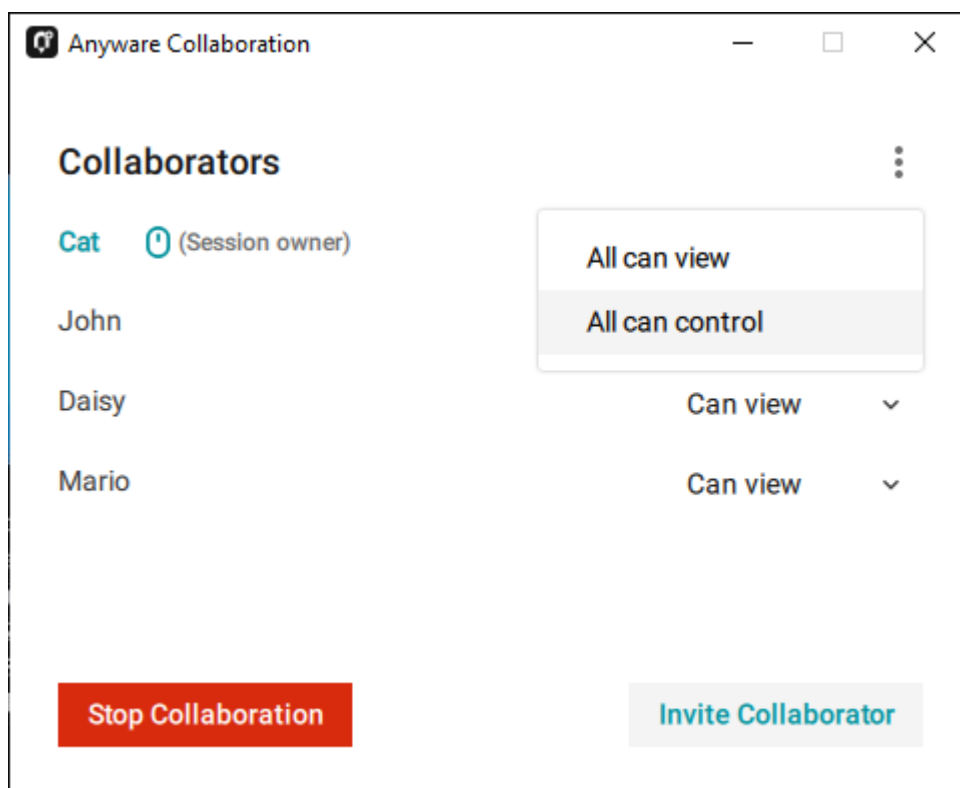 Anyware Collaboration
Collaborators
Cat (Session owner)
All can view
John
All can control
Daisy Can view
Mario Can view
Stop Collaboration Invite Collaborator